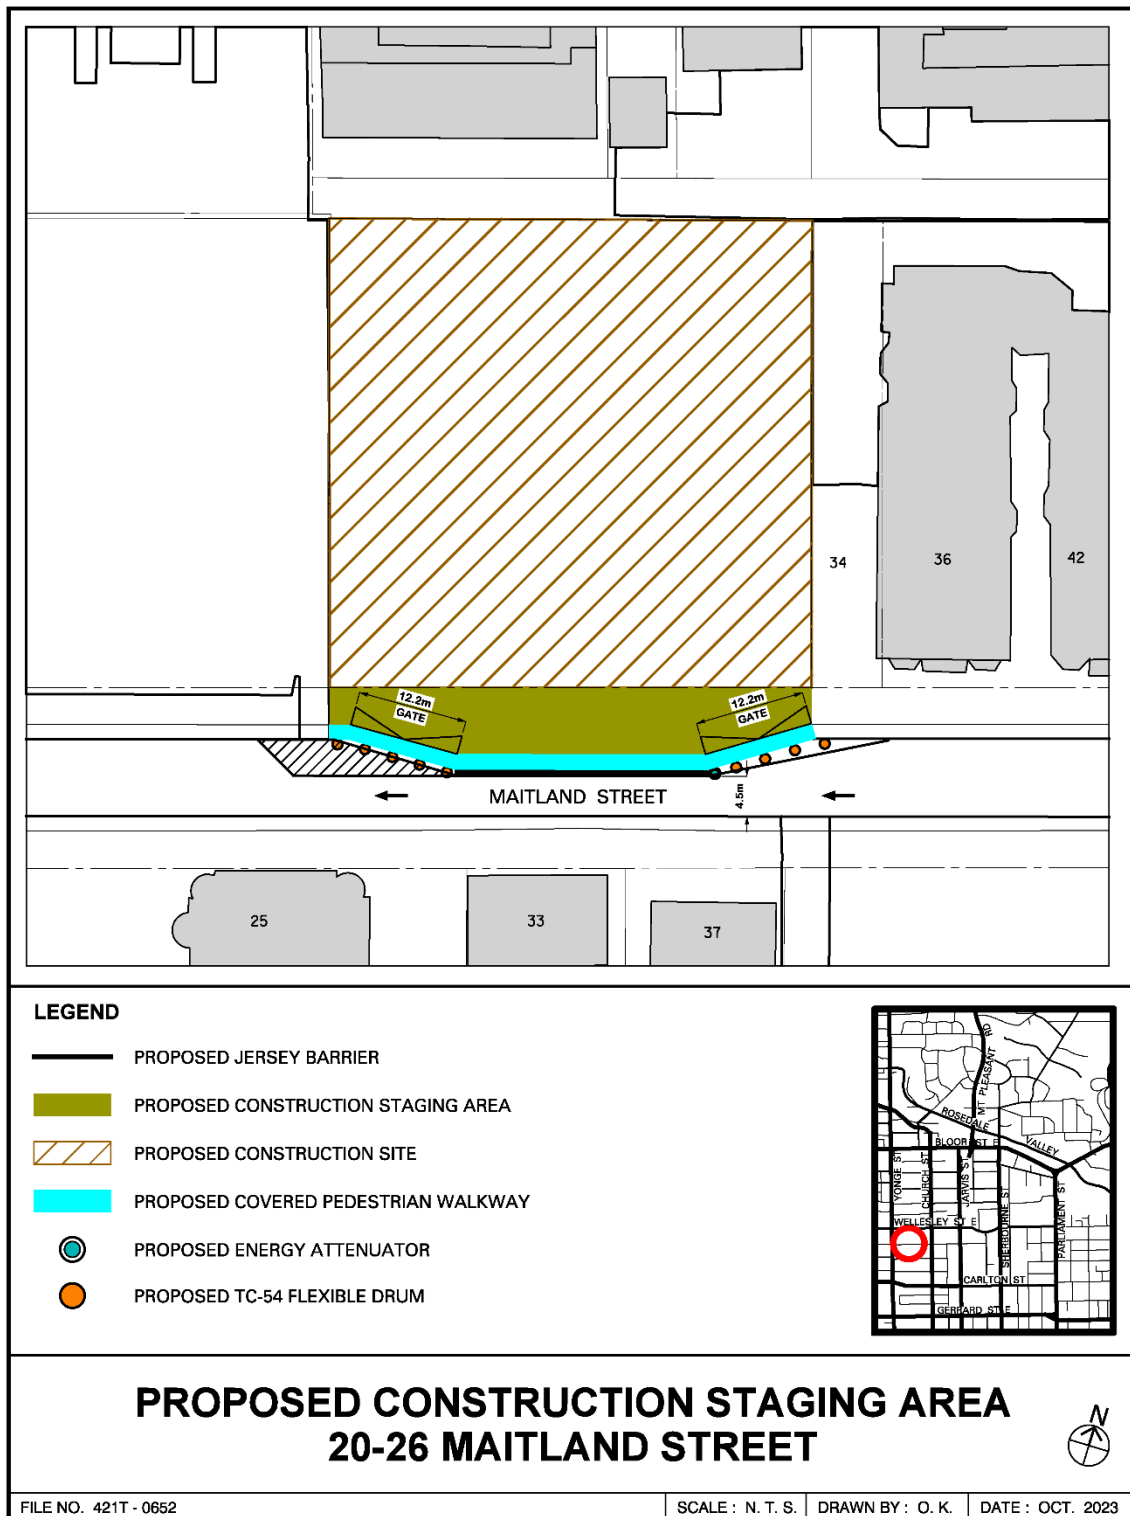 34
36
42
12.2m
GATE
12.2m
GATE
MAITLAND STREET
4.5m
25
33
37
LEGEND
PROPOSED JERSEY BARRIER
PROPOSED CONSTRUCTION STAGING AREA
PROPOSED CONSTRUCTION SITE
PROPOSED COVERED PEDESTRIAN WALKWAY
PROPOSED ENERGY ATTENUATOR
PROPOSED TC-54 FLEXIBLE DRUM
MT PLEASANT RD
ROSEDALE VALLEY
BLOOR ST E
YONGE ST
CHURCH ST
JARVIS ST
SHERBOURNE ST
PARLIAMENT ST
WELLESLEY ST E
CARLTON ST
GERRARD ST E
PROPOSED CONSTRUCTION STAGING AREA
20-26 MAITLAND STREET
N
FILE NO. 421T - 0652
SCALE : N. T. S.
DRAWN BY : O. K.
DATE : OCT. 2023